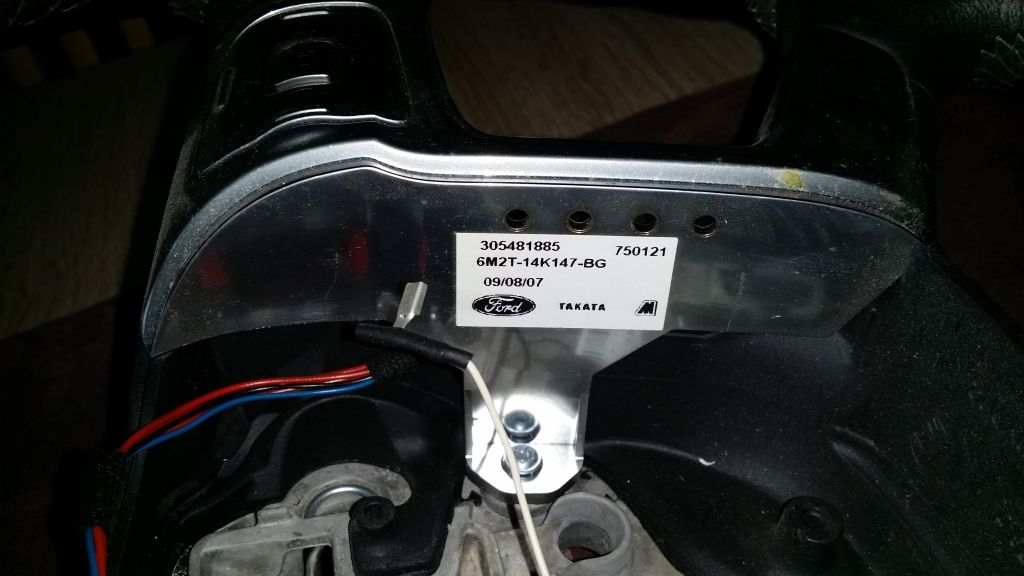 305481885 750121
6M2T-14K147-BG
09/08/07
Ford TAKATA